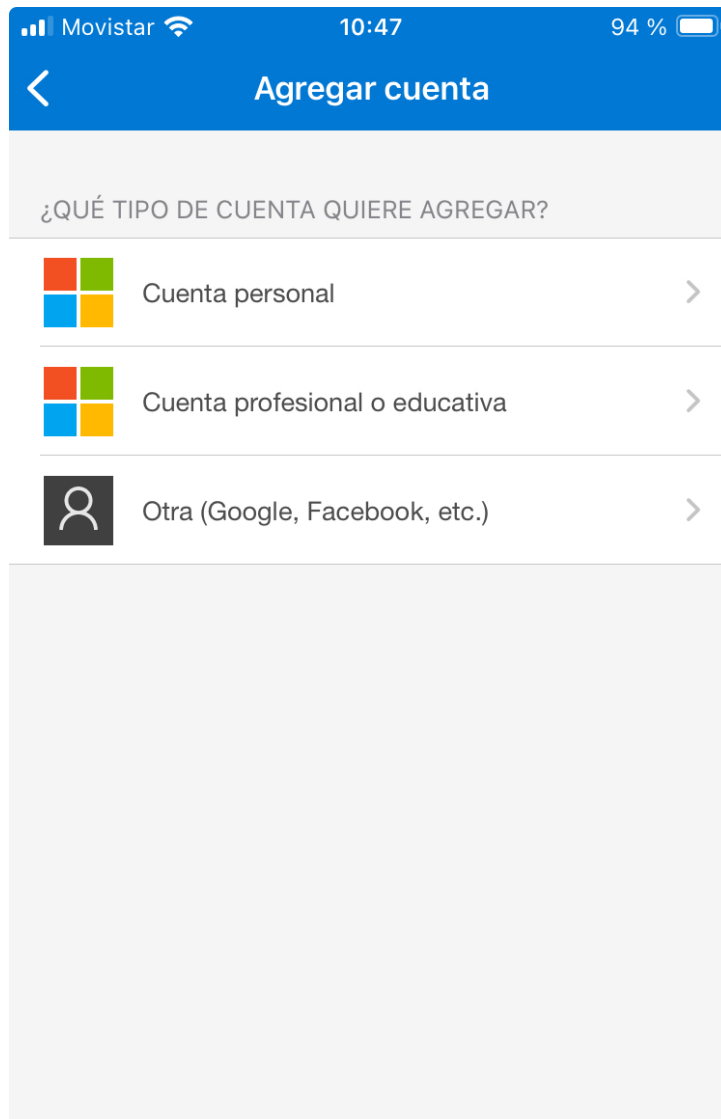 Movistar 10:47 94 %
Agregar cuenta
¿QUÉ TIPO DE CUENTA QUIERE AGREGAR?
Cuenta personal
Cuenta profesional o educativa
Otra (Google, Facebook, etc.)